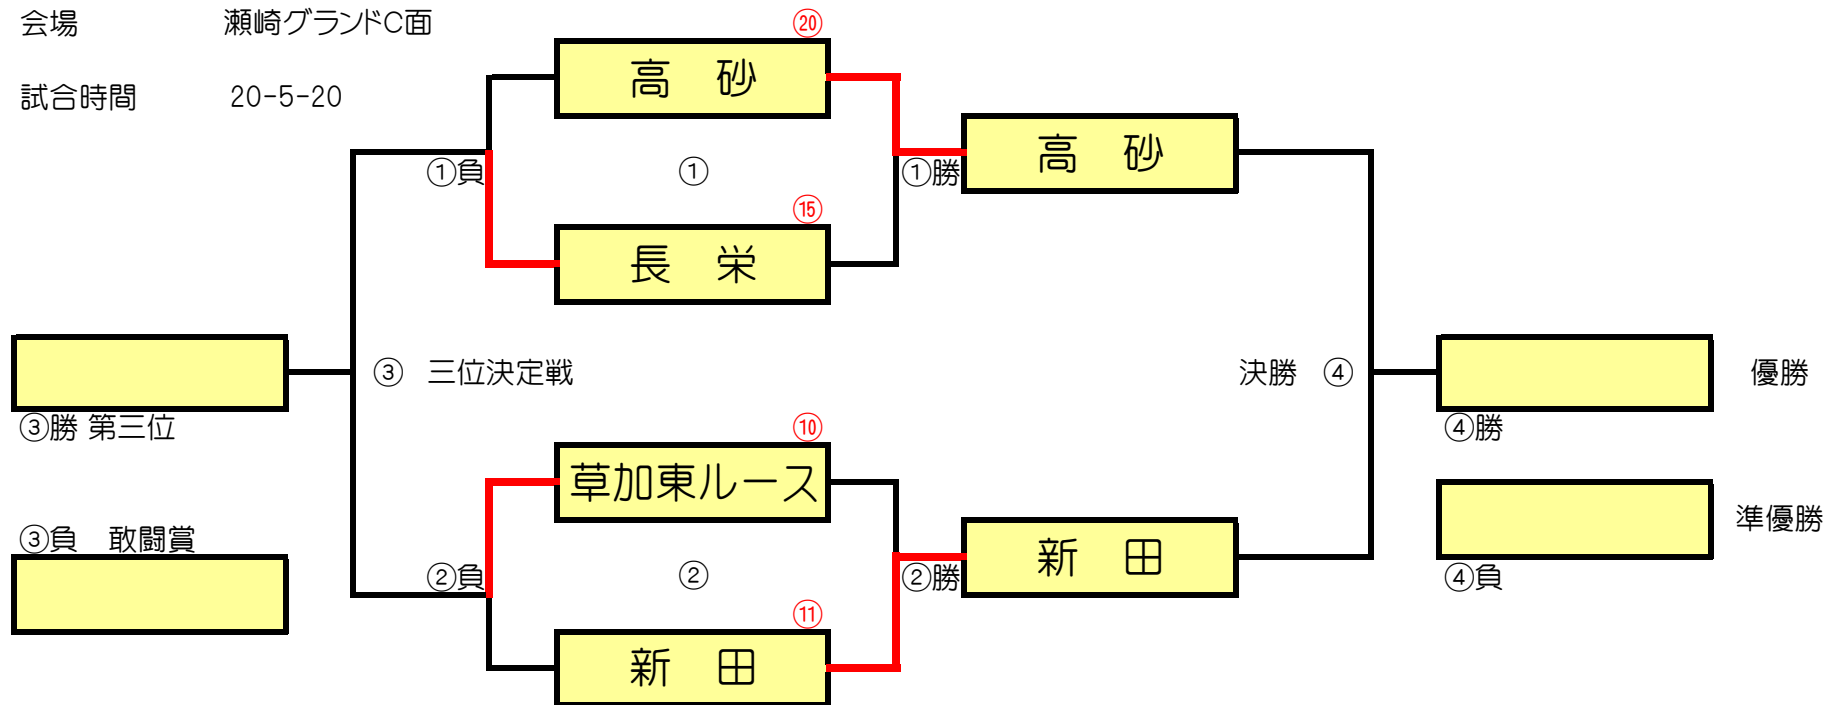 会場 瀬崎グランドC面
試合時間 20-5-20
⑳
高 砂
①負 ①
⑮
長 栄
①勝 高 砂
③ 三位決定戦
③勝 第三位
③負 敢闘賞
⑩
草加東ルース
②負 ②
⑪
新 田
②勝 新 田
決勝 ④
優勝
④勝
準優勝
④負